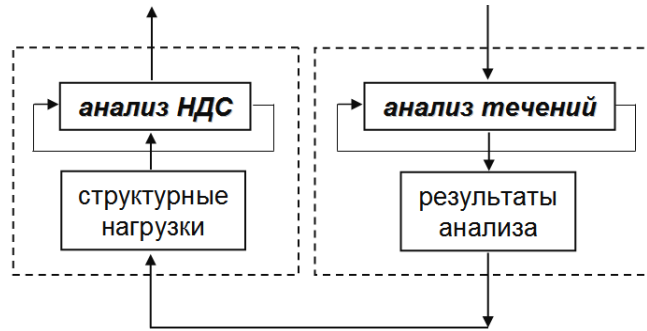 анализ НДС
структурные
нагрузки
анализ течений
результаты
анализа